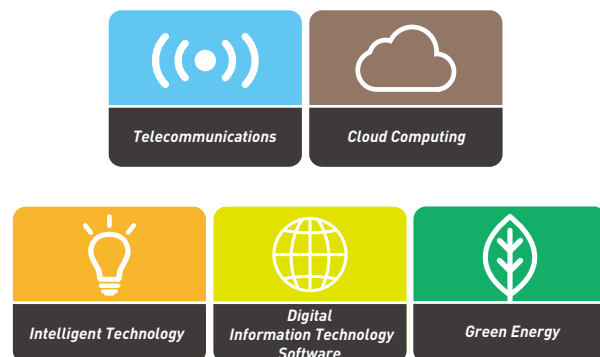 Telecommunications
Cloud Computing
Intelligent Technology
Digital
Information Technology
Software
Green Energy